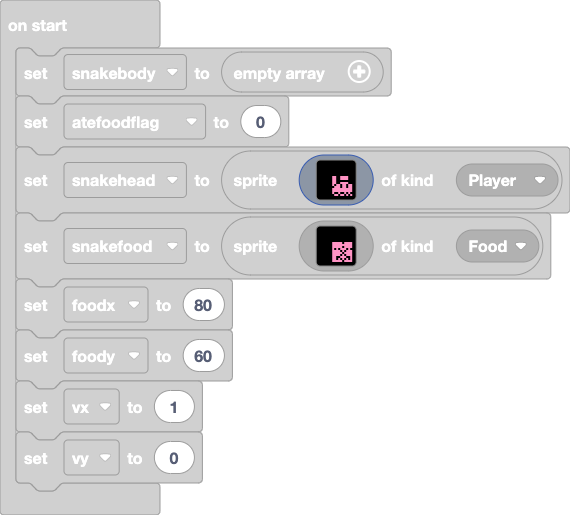 on start
set snakebody to empty array
set atefoodflag to 0
set snakehead to sprite of kind Player
set snakefood to sprite of kind Food
set foodx to 80
set foody to 60
set vx to 1
set vy to 0